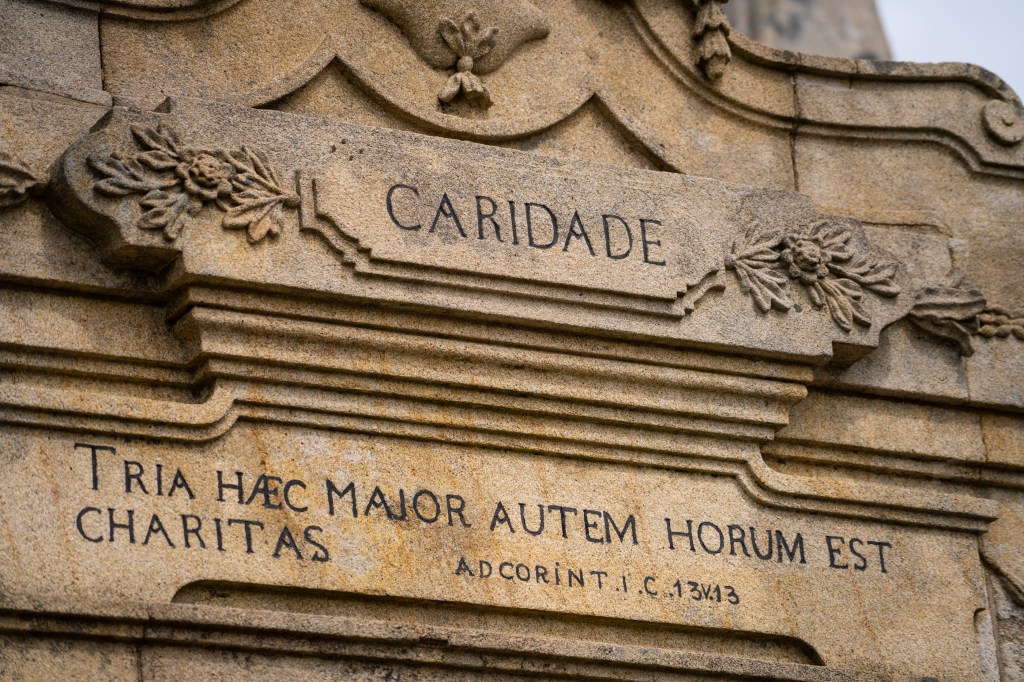 CARIDADE
TRIA HÆC MAJOR AUTEM HORUM EST
CHARITAS
AD CORINT. I. C. 13 V. 13